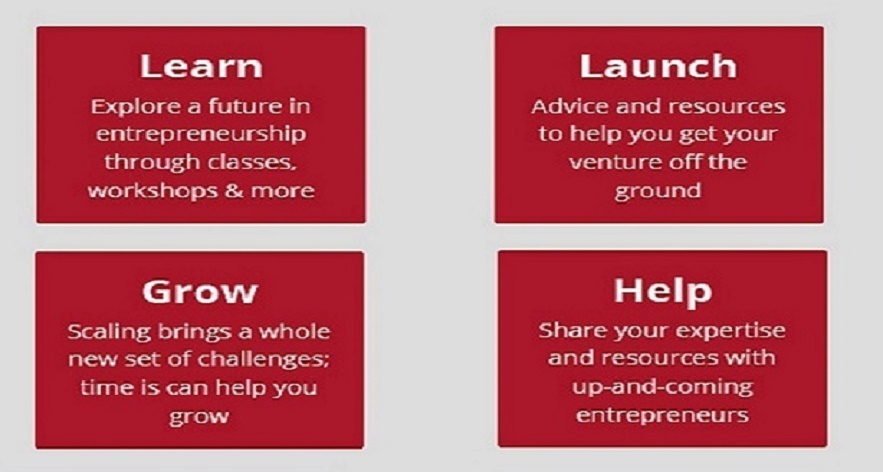 Learn
Explore a future in
entrepreneurship
through classes,
workshops & more
Launch
Advice and resources
to help you get your
venture off the
ground
Grow
Scaling brings a whole
new set of challenges;
time is can help you
grow
Help
Share your expertise
and resources with
up-and-coming
entrepreneurs